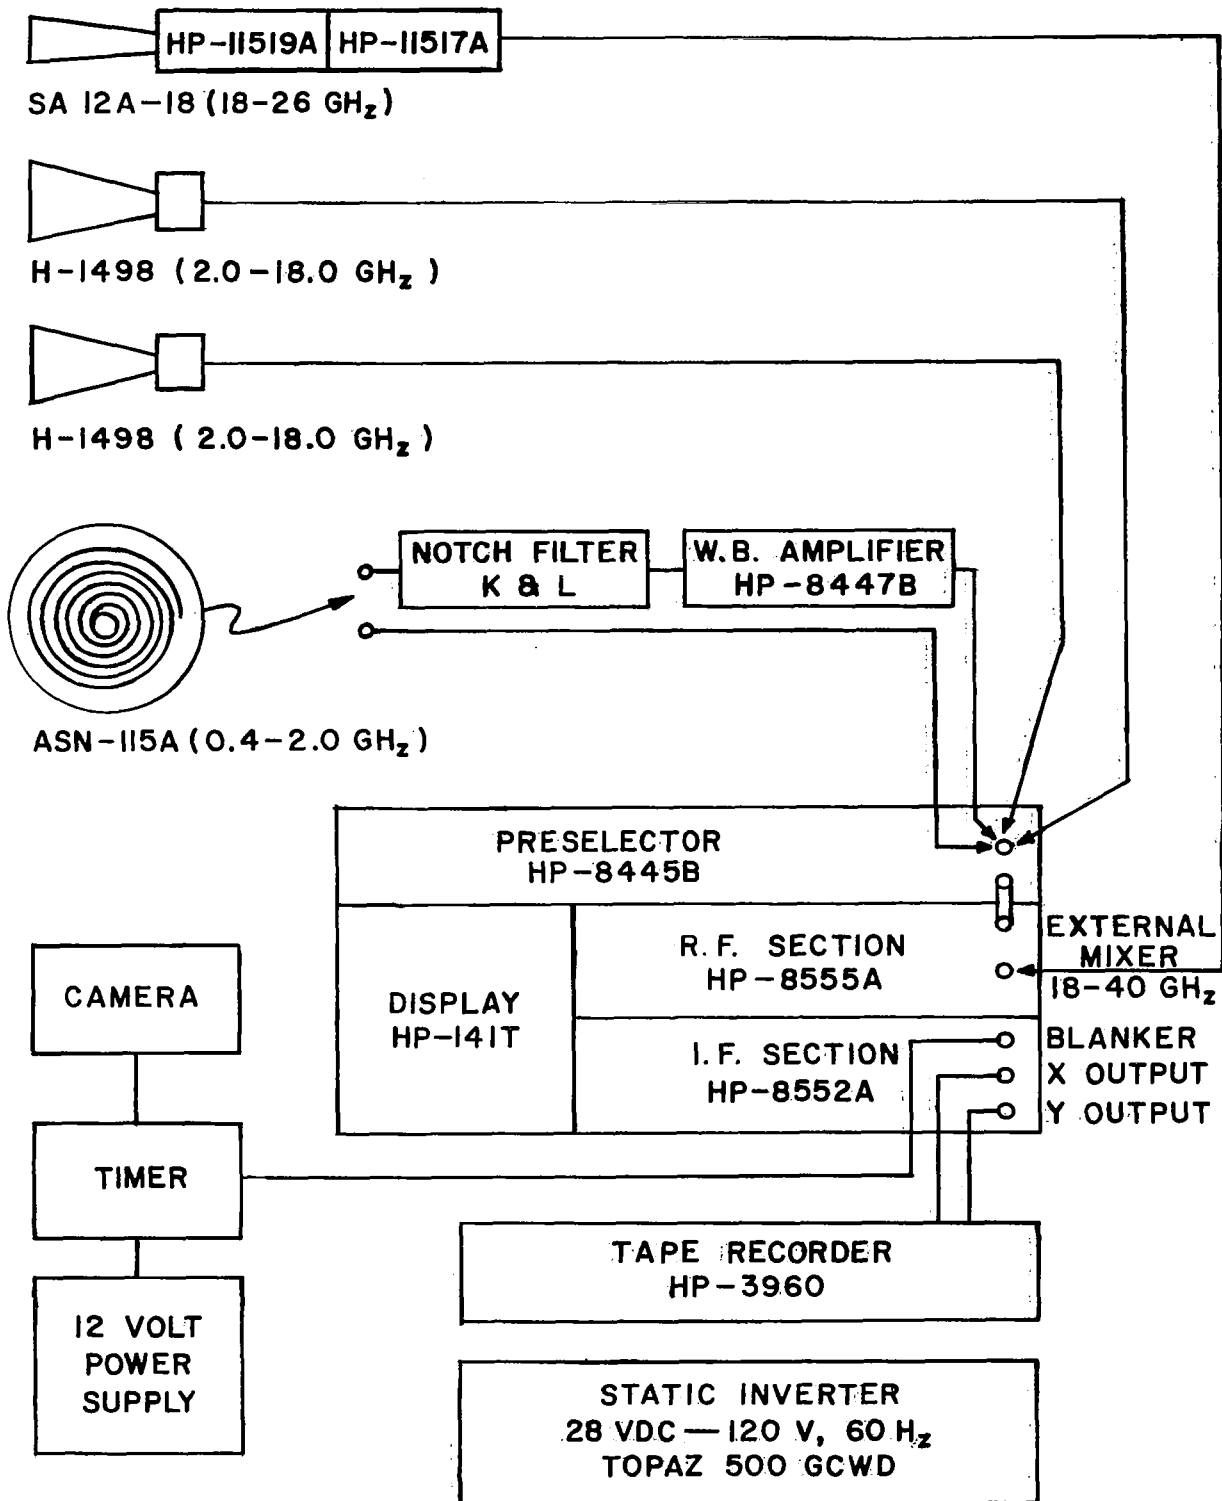 HP-11519A HP-11517A
SA 12A-18 (18-26 GHz)
H-1498 (2.0-18.0 GHz)
H-1498 (2.0-18.0 GHz)
NOTCH FILTER
K & L
W.B. AMPLIFIER
HP-8447B
ASN-115A (0.4-2.0 GHz)
PRESELECTOR
HP-8445B
R.F. SECTION
HP-8555A
EXTERNAL
MIXER
18-40 GHz
DISPLAY
HP-141T
I.F. SECTION
HP-8552A
BLANKER
X OUTPUT
Y OUTPUT
CAMERA
TIMER
12 VOLT
POWER
SUPPLY
TAPE RECORDER
HP-3960
STATIC INVERTER
28 VDC — 120 V, 60 Hz
TOPAZ 500 GCWD